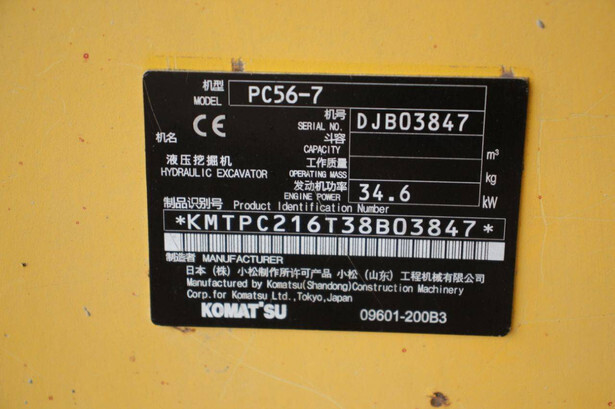 机型
MODEL PC56-7
机号
SERIAL NO. DJB03847
CE
机名
斗容
CAPACITY m³
液压挖掘机
HYDRAULIC EXCAVATOR
工作质量
OPERATING MASS kg
发动机功率
ENGINE POWER 34.6 kW
制品识别号 Product Identification Number
*KMTPC216T38B03847*
制造者 MANUFACTURER
日本（株）小松制作所许可产品 小松（山东）工程机械有限公司
Manufactured by Komatsu(Shandong)Construction Machinery
Corp.for Komatsu Ltd.,Tokyo,Japan
KOMATSU 09601-200B3